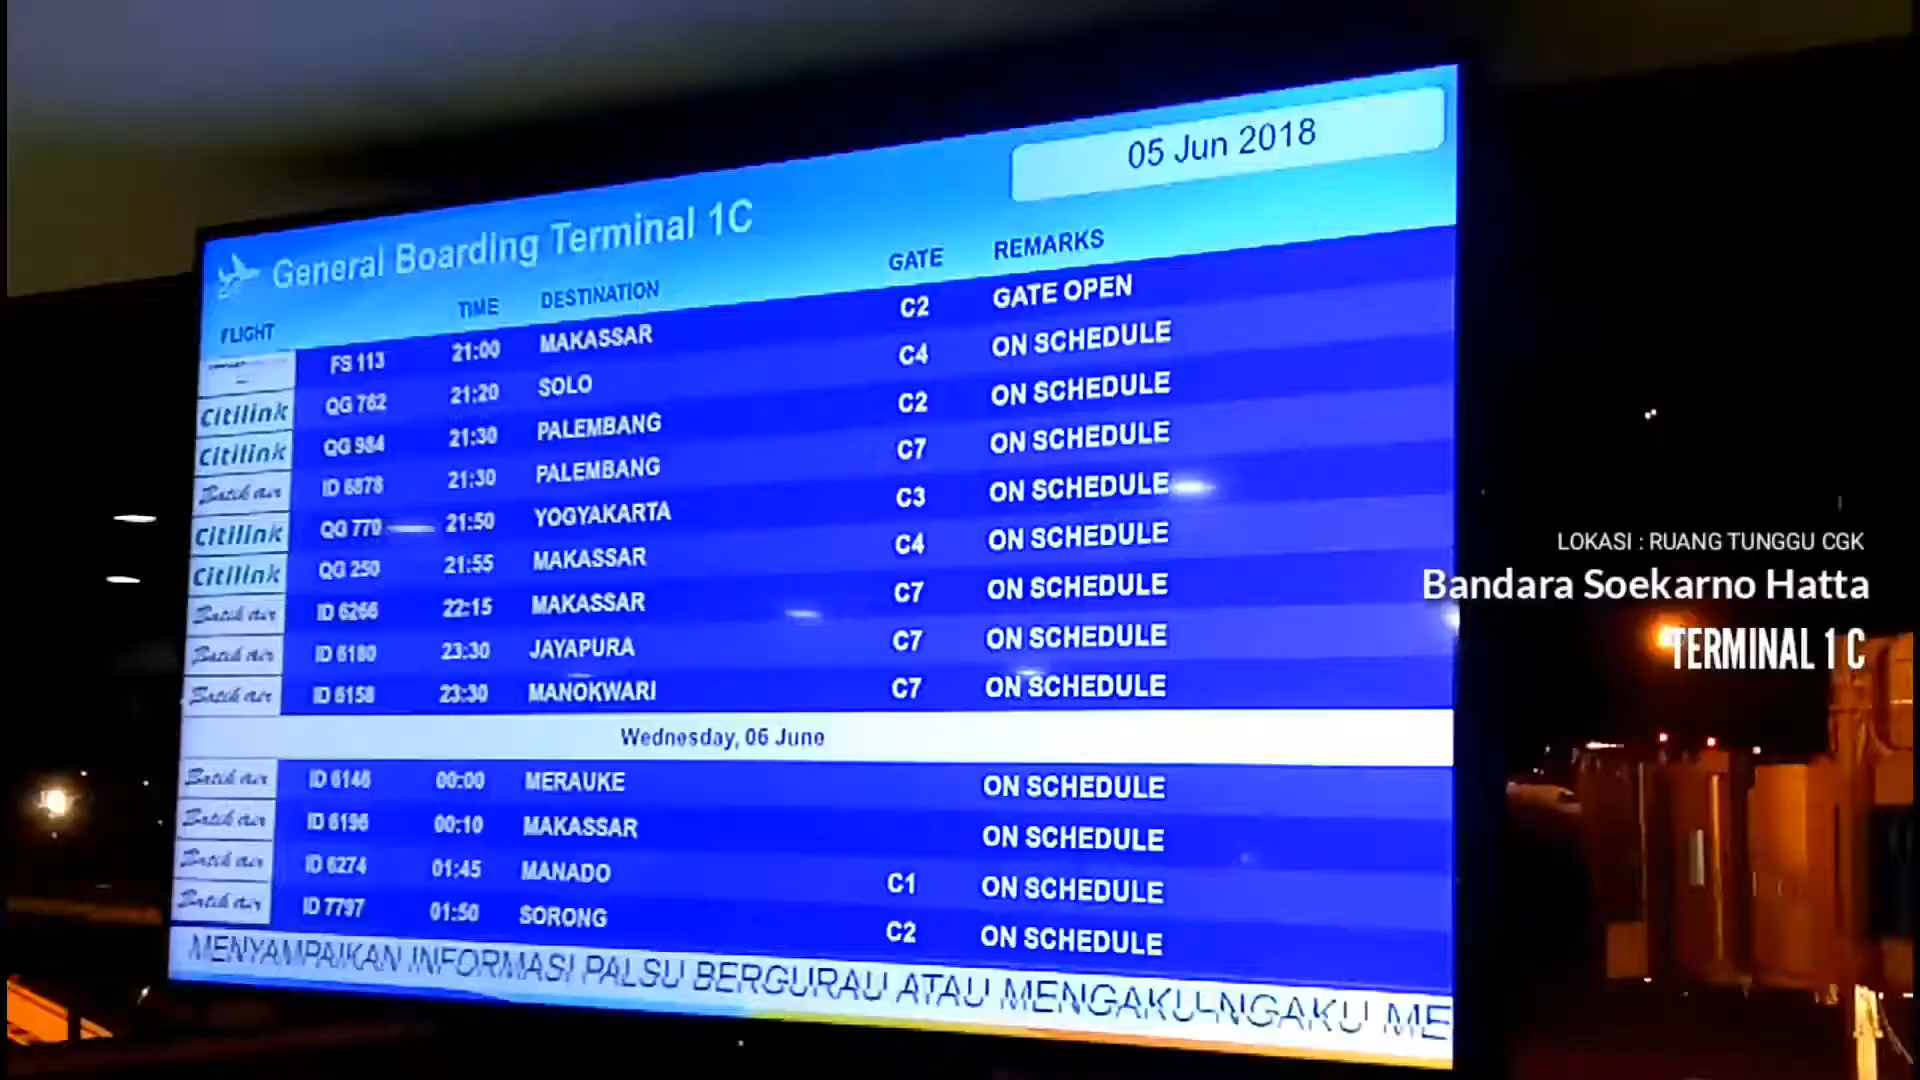 05 Jun 2018
General Boarding Terminal 1C
FLIGHT TIME DESTINATION GATE REMARKS
FS 113 21:00 MAKASSAR C2 GATE OPEN
Citilink QG 762 21:20 SOLO C4 ON SCHEDULE
Citilink QG 984 21:30 PALEMBANG C2 ON SCHEDULE
Batik air ID 6878 21:30 PALEMBANG C7 ON SCHEDULE
Citilink QG 770 21:50 YOGYAKARTA C3 ON SCHEDULE
Citilink QG 250 21:55 MAKASSAR C4 ON SCHEDULE
Batik air ID 6266 22:15 MAKASSAR C7 ON SCHEDULE
Batik air ID 6180 23:30 JAYAPURA C7 ON SCHEDULE
Batik air ID 6158 23:30 MANOKWARI C7 ON SCHEDULE
Wednesday, 06 June
Batik air ID 6146 00:00 MERAUKE ON SCHEDULE
Batik air ID 6196 00:10 MAKASSAR ON SCHEDULE
Batik air ID 6274 01:45 MANADO C1 ON SCHEDULE
Batik air ID 7797 01:50 SORONG C2 ON SCHEDULE
MENYAMPAIKAN INFORMASI PALSU BERGURAU ATAU MENGAKU-NGAKU ME
LOKASI : RUANG TUNGGU CGK
Bandara Soekarno Hatta
TERMINAL 1 C